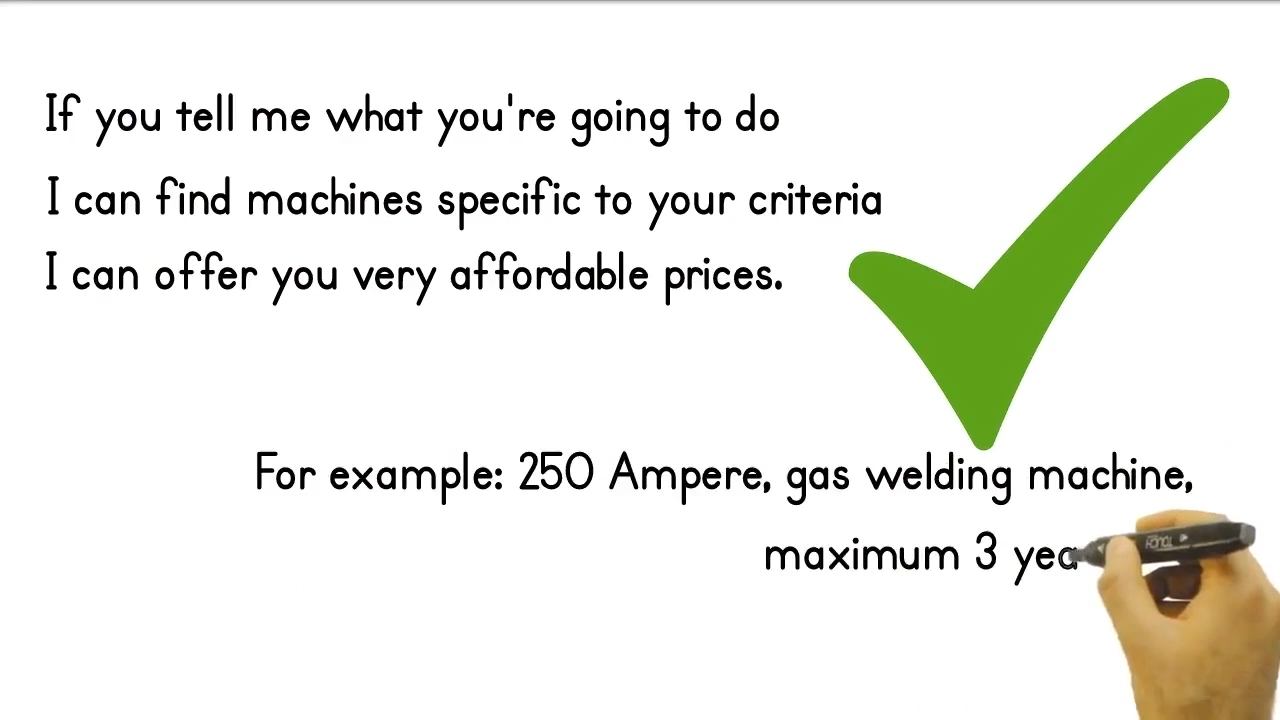 If you tell me what you're going to do
I can find machines specific to your criteria
I can offer you very affordable prices.
For example: 250 Ampere, gas welding machine,
maximum 3 yea
TOUCH